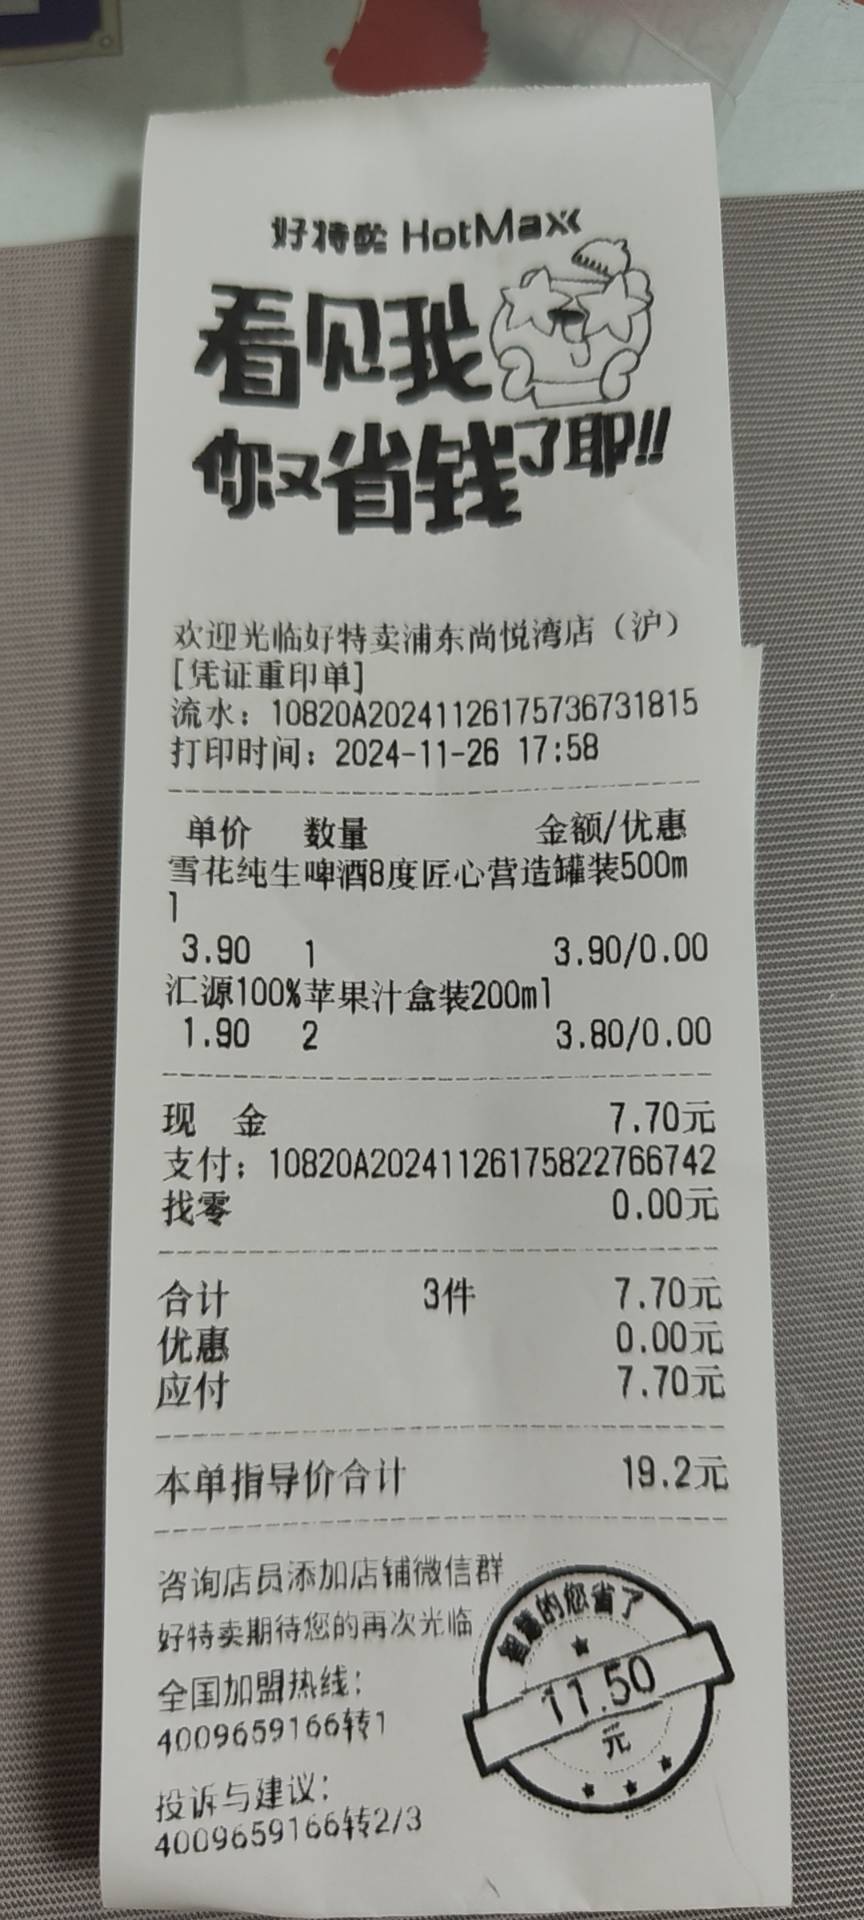 好特卖 HotMaxx
看见我
你又省钱了耶!!
欢迎光临好特卖浦东尚悦湾店（沪）
[凭证重印单]
流水：10820A20241126175736731815
打印时间：2024-11-26 17:58
单价 数量 金额/优惠
雪花纯生啤酒8度匠心营造罐装500m
l
3.90 1 3.90/0.00
汇源100%苹果汁盒装200ml
1.90 2 3.80/0.00
现 金 7.70元
支付：10820A20241126175822766742
找零 0.00元
合计 3件 7.70元
优惠 0.00元
应付 7.70元
本单指导价合计 19.2元
咨询店员添加店铺微信群
好特卖期待您的再次光临
全国加盟热线：
4009659166转1
投诉与建议：
4009659166转2/3
智慧的您省了
11.50
元